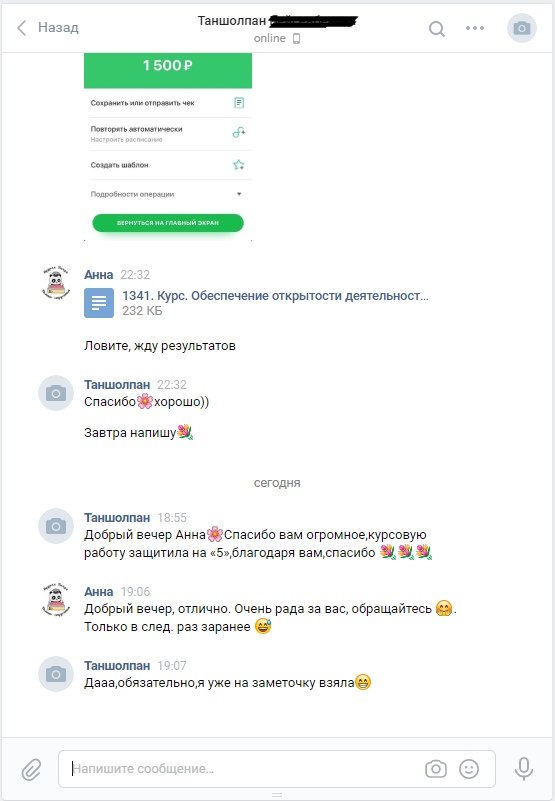 Назад
Таншолпан
online
1 500 ₽
Сохранить или отправить чек
Повторять автоматически
Настроить расписание
Создать шаблон
Подробности операции
ВЕРНУТЬСЯ НА ГЛАВНЫЙ ЭКРАН
Анна 22:32
1341. Курс. Обеспечение открытости деятельност...
232 КБ
Ловите, жду результатов
Таншолпан 22:32
Спасибо🌸хорошо))
Завтра напишу💐
сегодня
Таншолпан 18:55
Добрый вечер Анна🌸Спасибо вам огромное,курсовую
работу защитила на «5»,благодаря вам,спасибо 💐💐💐
Анна 19:06
Добрый вечер, отлично. Очень рада за вас, обращайтесь 🤗.
Только в след. раз заранее 😅
Таншолпан 19:07
Дааа,обязательно,я уже на заметочку взяла😁
Напишите сообщение...